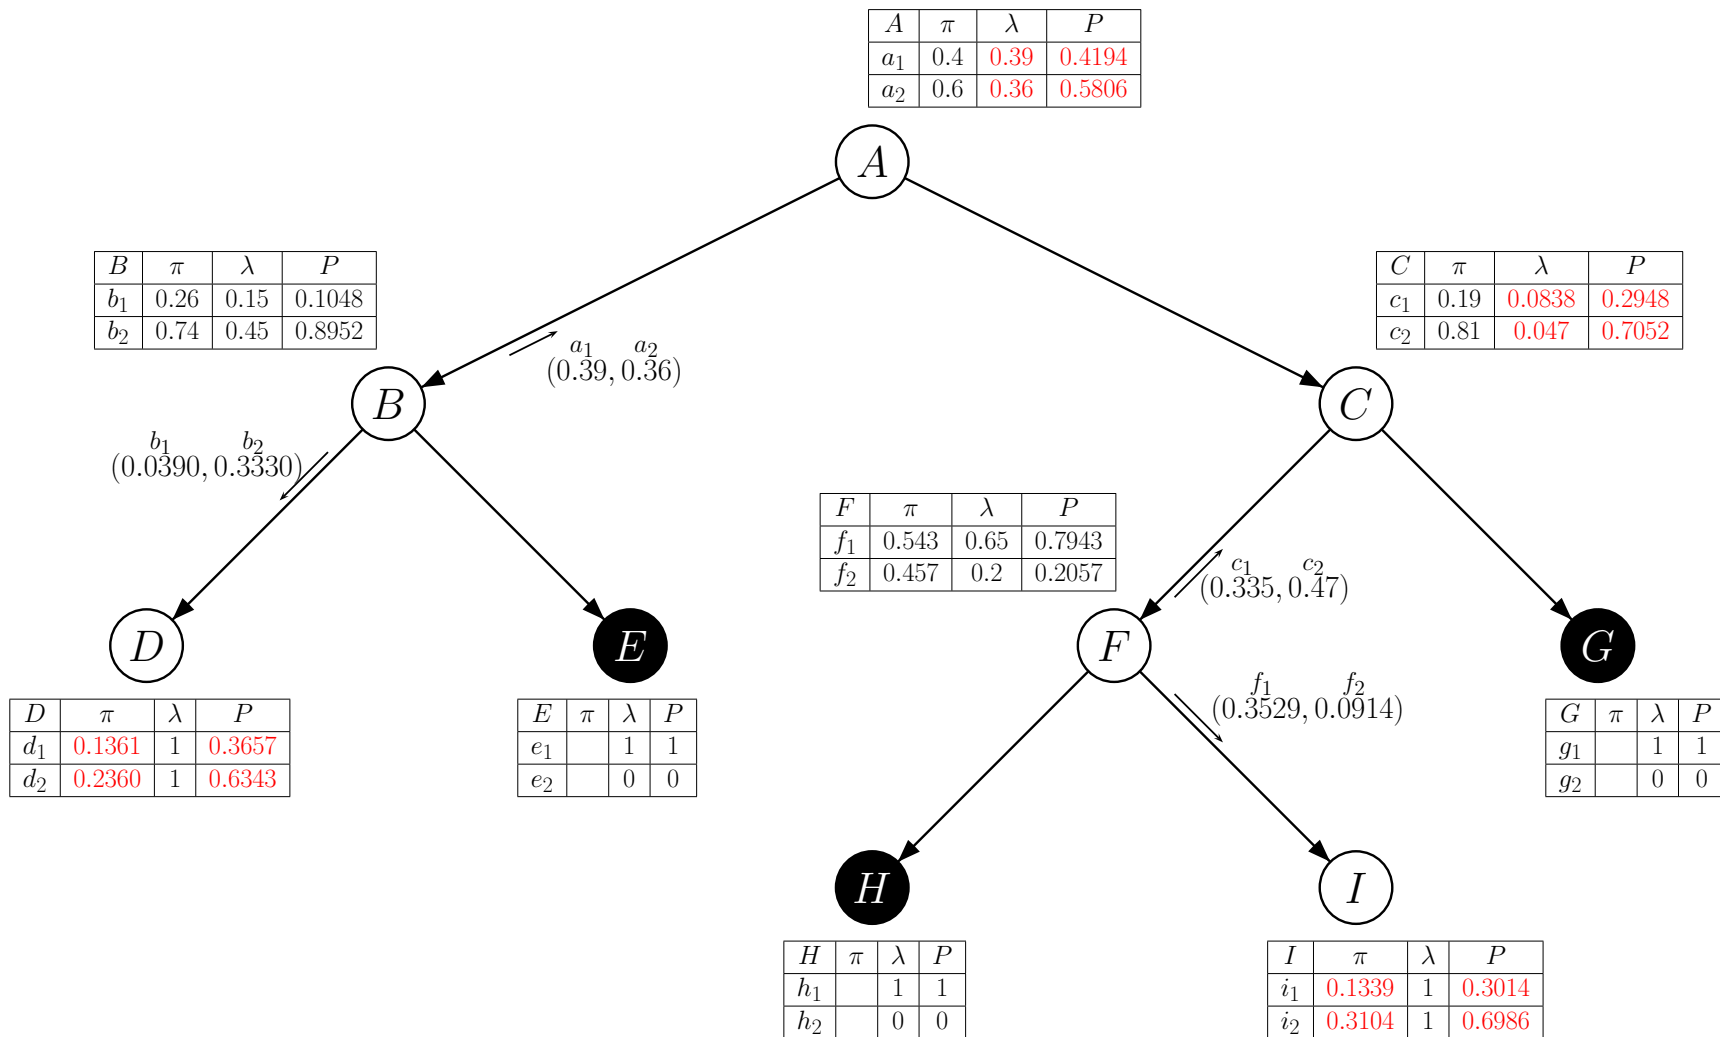 A π λ P
a₁ 0.4 0.39 0.4194
a₂ 0.6 0.36 0.5806
A
B π λ P
b₁ 0.26 0.15 0.1048
b₂ 0.74 0.45 0.8952
C π λ P
c₁ 0.19 0.0838 0.2948
c₂ 0.81 0.047 0.7052
a₁ a₂
(0.39, 0.36)
B
C
b₁ b₂
(0.0390, 0.3330)
F π λ P
f₁ 0.543 0.65 0.7943
f₂ 0.457 0.2 0.2057
c₁ c₂
(0.335, 0.47)
D
E
F
G
f₁ f₂
(0.3529, 0.0914)
D π λ P
d₁ 0.1361 1 0.3657
d₂ 0.2360 1 0.6343
E π λ P
e₁ 1 1
e₂ 0 0
G π λ P
g₁ 1 1
g₂ 0 0
H
I
H π λ P
h₁ 1 1
h₂ 0 0
I π λ P
i₁ 0.1339 1 0.3014
i₂ 0.3104 1 0.6986